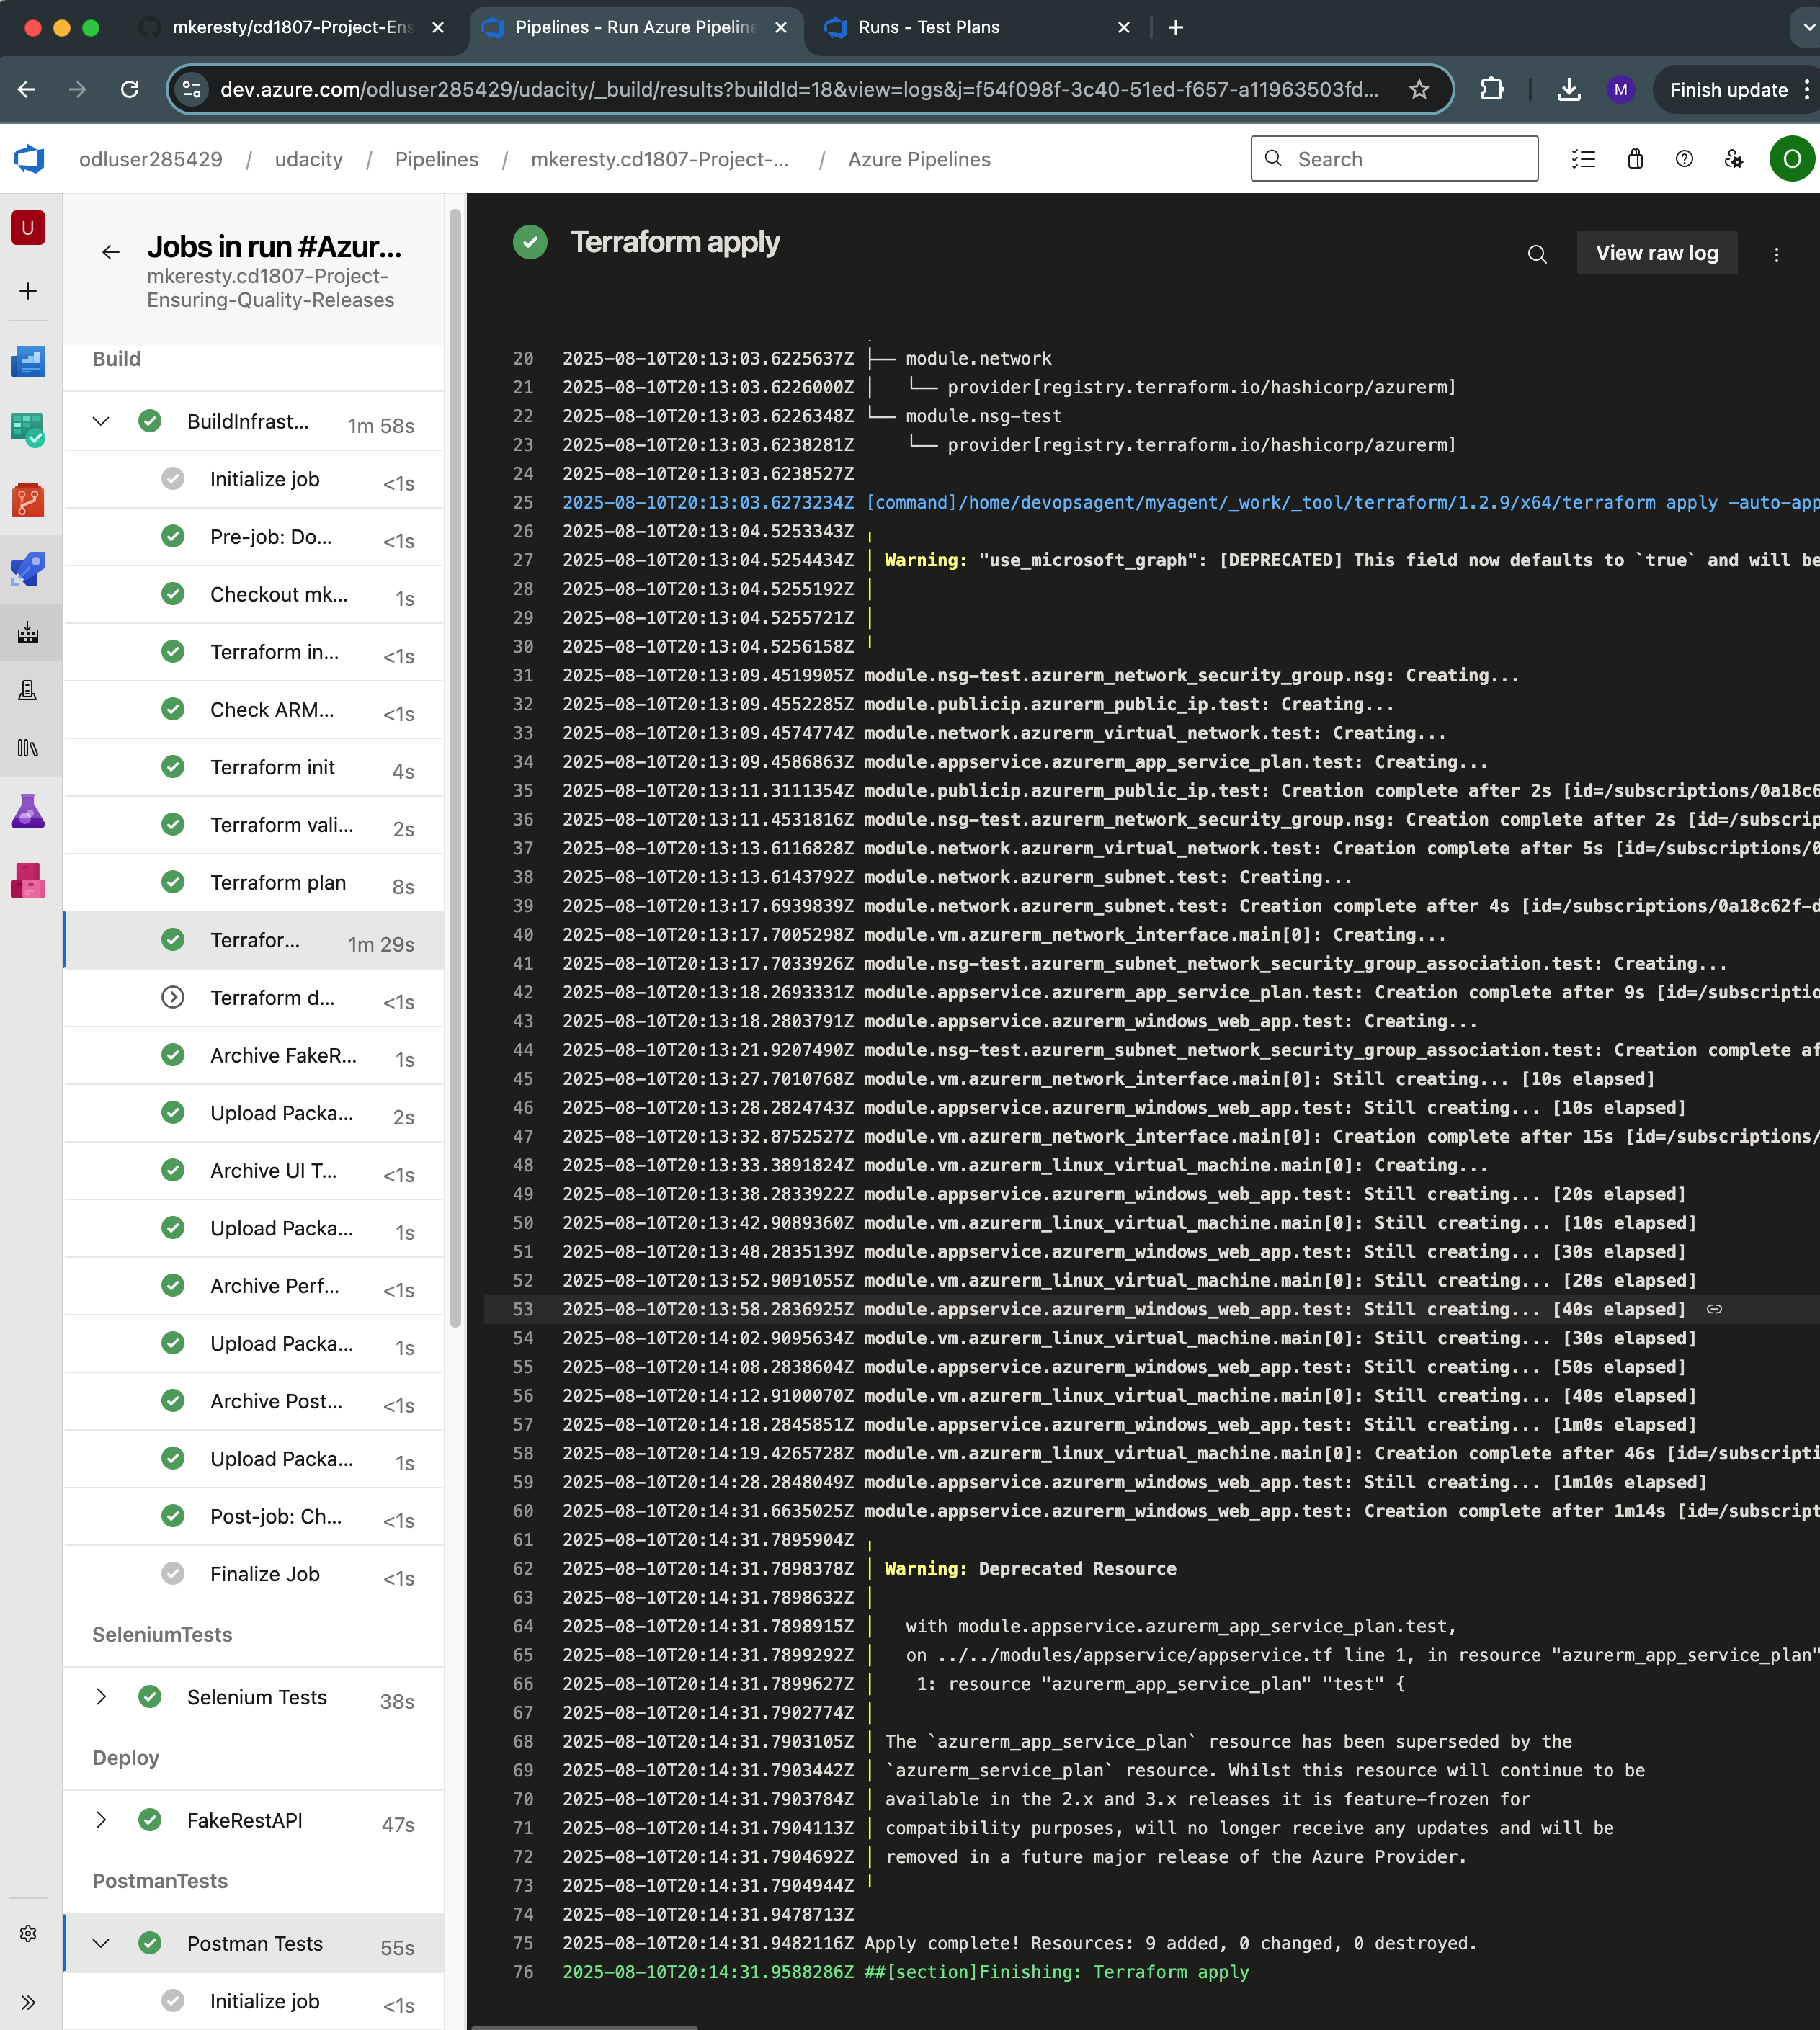 mkeresty/cd1807-Project-Ens
Pipelines - Run Azure Pipeline
Runs - Test Plans
dev.azure.com/odluser285429/udacity/_build/results?buildId=18&view=logs&j=f54f098f-3c40-51ed-f657-a11963503fd...
M
Finish update
odluser285429 / udacity / Pipelines / mkeresty.cd1807-Project-... / Azure Pipelines
Search
O
U
Jobs in run #Azur...
mkeresty.cd1807-Project-
Ensuring-Quality-Releases
Build
BuildInfrast... 1m 58s
Initialize job <1s
Pre-job: Do... <1s
Checkout mk... 1s
Terraform in... <1s
Check ARM... <1s
Terraform init 4s
Terraform vali... 2s
Terraform plan 8s
Terrafor... 1m 29s
Terraform d... <1s
Archive FakeR... 1s
Upload Packa... 2s
Archive UI T... <1s
Upload Packa... 1s
Archive Perf... <1s
Upload Packa... 1s
Archive Post... <1s
Upload Packa... 1s
Post-job: Ch... <1s
Finalize Job <1s
SeleniumTests
Selenium Tests 38s
Deploy
FakeRestAPI 47s
PostmanTests
Postman Tests 55s
Initialize job <1s
Terraform apply
View raw log
20 2025-08-10T20:13:03.6225637Z ├── module.network
21 2025-08-10T20:13:03.6226000Z │   └── provider[registry.terraform.io/hashicorp/azurerm]
22 2025-08-10T20:13:03.6226348Z └── module.nsg-test
23 2025-08-10T20:13:03.6238281Z     └── provider[registry.terraform.io/hashicorp/azurerm]
24 2025-08-10T20:13:03.6238527Z
25 2025-08-10T20:13:03.6273234Z [command]/home/devopsagent/myagent/_work/_tool/terraform/1.2.9/x64/terraform apply -auto-app
26 2025-08-10T20:13:04.5253343Z ╷
27 2025-08-10T20:13:04.5254434Z │ Warning: "use_microsoft_graph": [DEPRECATED] This field now defaults to `true` and will be
28 2025-08-10T20:13:04.5255192Z │
29 2025-08-10T20:13:04.5255721Z │
30 2025-08-10T20:13:04.5256158Z ╵
31 2025-08-10T20:13:09.4519905Z module.nsg-test.azurerm_network_security_group.nsg: Creating...
32 2025-08-10T20:13:09.4552285Z module.publicip.azurerm_public_ip.test: Creating...
33 2025-08-10T20:13:09.4574774Z module.network.azurerm_virtual_network.test: Creating...
34 2025-08-10T20:13:09.4586863Z module.appservice.azurerm_app_service_plan.test: Creating...
35 2025-08-10T20:13:11.3111354Z module.publicip.azurerm_public_ip.test: Creation complete after 2s [id=/subscriptions/0a18c6
36 2025-08-10T20:13:11.4531816Z module.nsg-test.azurerm_network_security_group.nsg: Creation complete after 2s [id=/subscrip
37 2025-08-10T20:13:13.6116828Z module.network.azurerm_virtual_network.test: Creation complete after 5s [id=/subscriptions/0
38 2025-08-10T20:13:13.6143792Z module.network.azurerm_subnet.test: Creating...
39 2025-08-10T20:13:17.6939839Z module.network.azurerm_subnet.test: Creation complete after 4s [id=/subscriptions/0a18c62f-d
40 2025-08-10T20:13:17.7005298Z module.vm.azurerm_network_interface.main[0]: Creating...
41 2025-08-10T20:13:17.7033926Z module.nsg-test.azurerm_subnet_network_security_group_association.test: Creating...
42 2025-08-10T20:13:18.2693331Z module.appservice.azurerm_app_service_plan.test: Creation complete after 9s [id=/subscriptio
43 2025-08-10T20:13:18.2803791Z module.appservice.azurerm_windows_web_app.test: Creating...
44 2025-08-10T20:13:21.9207490Z module.nsg-test.azurerm_subnet_network_security_group_association.test: Creation complete af
45 2025-08-10T20:13:27.7010768Z module.vm.azurerm_network_interface.main[0]: Still creating... [10s elapsed]
46 2025-08-10T20:13:28.2824743Z module.appservice.azurerm_windows_web_app.test: Still creating... [10s elapsed]
47 2025-08-10T20:13:32.8752527Z module.vm.azurerm_network_interface.main[0]: Creation complete after 15s [id=/subscriptions/
48 2025-08-10T20:13:33.3891824Z module.vm.azurerm_linux_virtual_machine.main[0]: Creating...
49 2025-08-10T20:13:38.2833922Z module.appservice.azurerm_windows_web_app.test: Still creating... [20s elapsed]
50 2025-08-10T20:13:42.9089360Z module.vm.azurerm_linux_virtual_machine.main[0]: Still creating... [10s elapsed]
51 2025-08-10T20:13:48.2835139Z module.appservice.azurerm_windows_web_app.test: Still creating... [30s elapsed]
52 2025-08-10T20:13:52.9091055Z module.vm.azurerm_linux_virtual_machine.main[0]: Still creating... [20s elapsed]
53 2025-08-10T20:13:58.2836925Z module.appservice.azurerm_windows_web_app.test: Still creating... [40s elapsed]
54 2025-08-10T20:14:02.9095634Z module.vm.azurerm_linux_virtual_machine.main[0]: Still creating... [30s elapsed]
55 2025-08-10T20:14:08.2838604Z module.appservice.azurerm_windows_web_app.test: Still creating... [50s elapsed]
56 2025-08-10T20:14:12.9100070Z module.vm.azurerm_linux_virtual_machine.main[0]: Still creating... [40s elapsed]
57 2025-08-10T20:14:18.2845851Z module.appservice.azurerm_windows_web_app.test: Still creating... [1m0s elapsed]
58 2025-08-10T20:14:19.4265728Z module.vm.azurerm_linux_virtual_machine.main[0]: Creation complete after 46s [id=/subscripti
59 2025-08-10T20:14:28.2848049Z module.appservice.azurerm_windows_web_app.test: Still creating... [1m10s elapsed]
60 2025-08-10T20:14:31.6635025Z module.appservice.azurerm_windows_web_app.test: Creation complete after 1m14s [id=/subscript
61 2025-08-10T20:14:31.7895904Z ╷
62 2025-08-10T20:14:31.7898378Z │ Warning: Deprecated Resource
63 2025-08-10T20:14:31.7898632Z │
64 2025-08-10T20:14:31.7898915Z │   with module.appservice.azurerm_app_service_plan.test,
65 2025-08-10T20:14:31.7899292Z │   on ../../modules/appservice/appservice.tf line 1, in resource "azurerm_app_service_plan"
66 2025-08-10T20:14:31.7899627Z │    1: resource "azurerm_app_service_plan" "test" {
67 2025-08-10T20:14:31.7902774Z │
68 2025-08-10T20:14:31.7903105Z │ The `azurerm_app_service_plan` resource has been superseded by the
69 2025-08-10T20:14:31.7903442Z │ `azurerm_service_plan` resource. Whilst this resource will continue to be
70 2025-08-10T20:14:31.7903784Z │ available in the 2.x and 3.x releases it is feature-frozen for
71 2025-08-10T20:14:31.7904113Z │ compatibility purposes, will no longer receive any updates and will be
72 2025-08-10T20:14:31.7904692Z │ removed in a future major release of the Azure Provider.
73 2025-08-10T20:14:31.7904944Z ╵
74 2025-08-10T20:14:31.9478713Z
75 2025-08-10T20:14:31.9482116Z Apply complete! Resources: 9 added, 0 changed, 0 destroyed.
76 2025-08-10T20:14:31.9588286Z ##[section]Finishing: Terraform apply